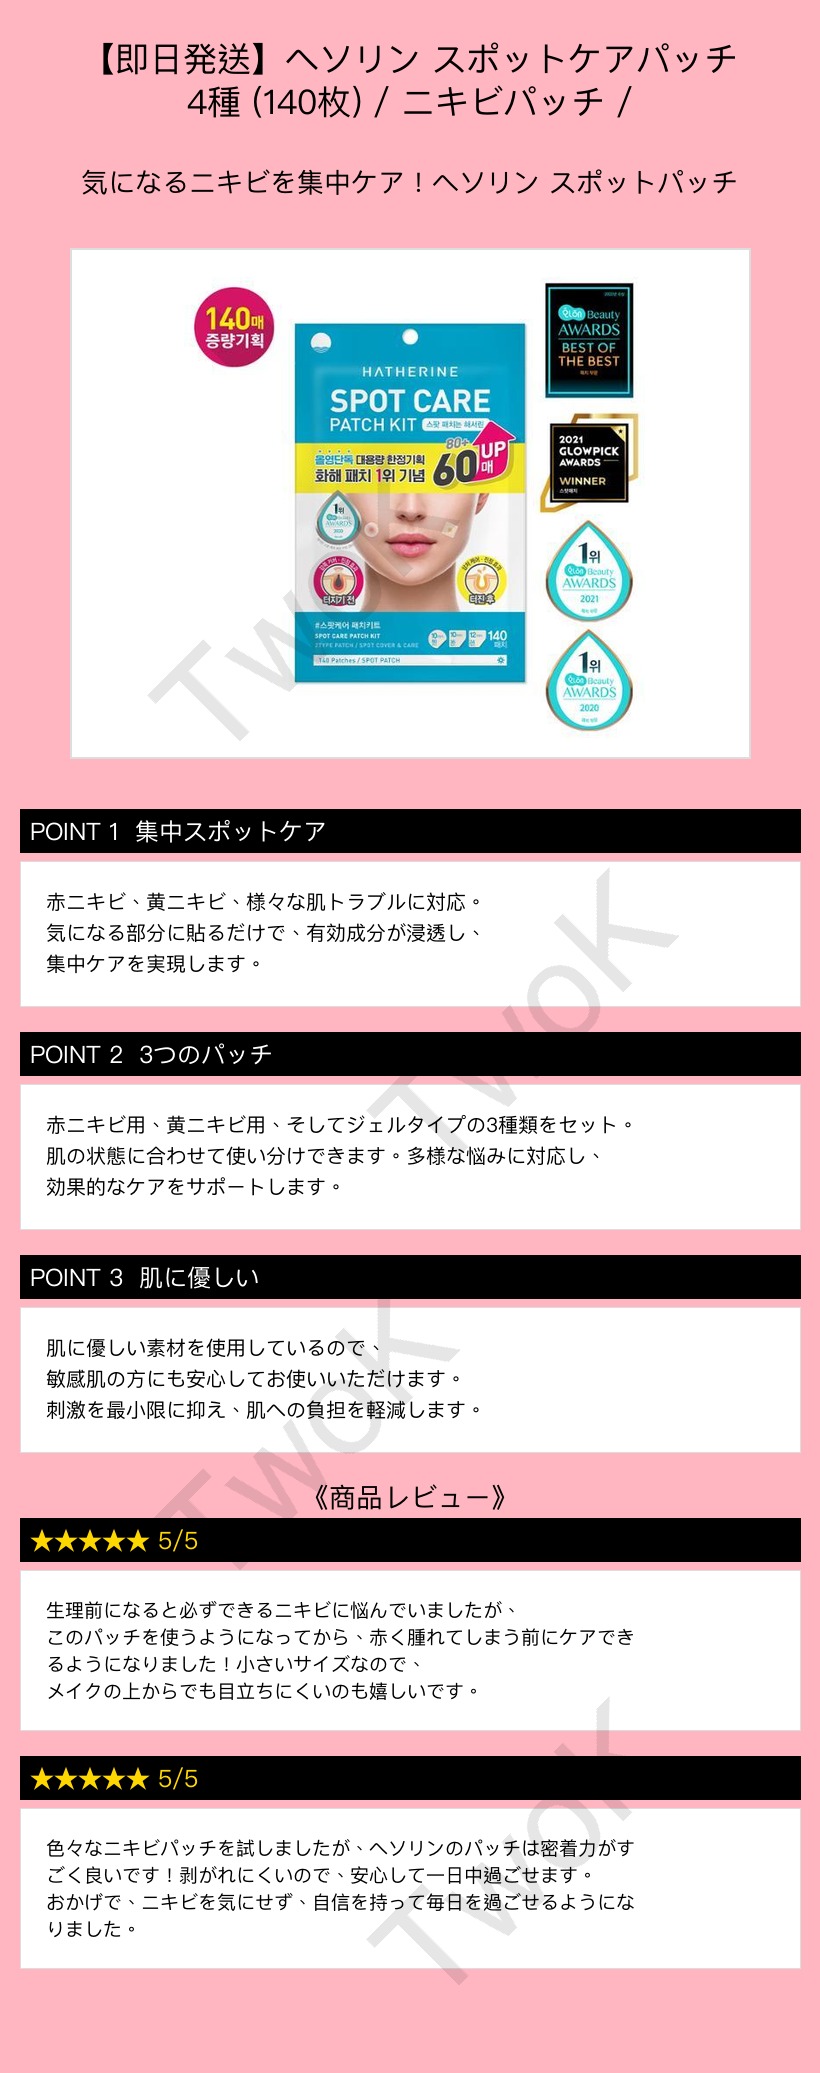 【即日発送】ヘソリン スポットケアパッチ
4種 (140枚) / ニキビパッチ /
気になるニキビを集中ケア！ヘソリン スポットパッチ
140매
증량기획
HATHERINE
SPOT CARE
PATCH KIT 스팟 패치는 해서린
올영단독 대용량 한정기획
화해 패치 1위 기념
80+
60매 UP
1위
AWARDS
터지기 전
터진 후
#스팟케어 패치키트
SPOT CARE PATCH KIT
2TYPE PATCH / SPOT COVER & CARE
10mm
10mm
12mm
140
패치
140 Patches / SPOT PATCH
Beauty
AWARDS
BEST OF
THE BEST
패치 부문
2021
GLOWPICK
AWARDS
WINNER
스팟패치
1위
Beauty
AWARDS
2021
1위
Beauty
AWARDS
2020
POINT 1 集中スポットケア
赤ニキビ、黄ニキビ、様々な肌トラブルに対応。
気になる部分に貼るだけで、有効成分が浸透し、
集中ケアを実現します。
POINT 2 3つのパッチ
赤ニキビ用、黄ニキビ用、そしてジェルタイプの3種類をセット。
肌の状態に合わせて使い分けできます。多様な悩みに対応し、
効果的なケアをサポートします。
POINT 3 肌に優しい
肌に優しい素材を使用しているので、
敏感肌の方にも安心してお使いいただけます。
刺激を最小限に抑え、肌への負担を軽減します。
《商品レビュー》
★★★★★ 5/5
生理前になると必ずできるニキビに悩んでいましたが、
このパッチを使うようになってから、赤く腫れてしまう前にケアでき
るようになりました！小さいサイズなので、
メイクの上からでも目立ちにくいのも嬉しいです。
★★★★★ 5/5
色々なニキビパッチを試しましたが、ヘソリンのパッチは密着力がす
ごく良いです！剥がれにくいので、安心して一日中過ごせます。
おかげで、ニキビを気にせず、自信を持って毎日を過ごせるようにな
りました。
TwoK
TwoK
TwoK
TwoK